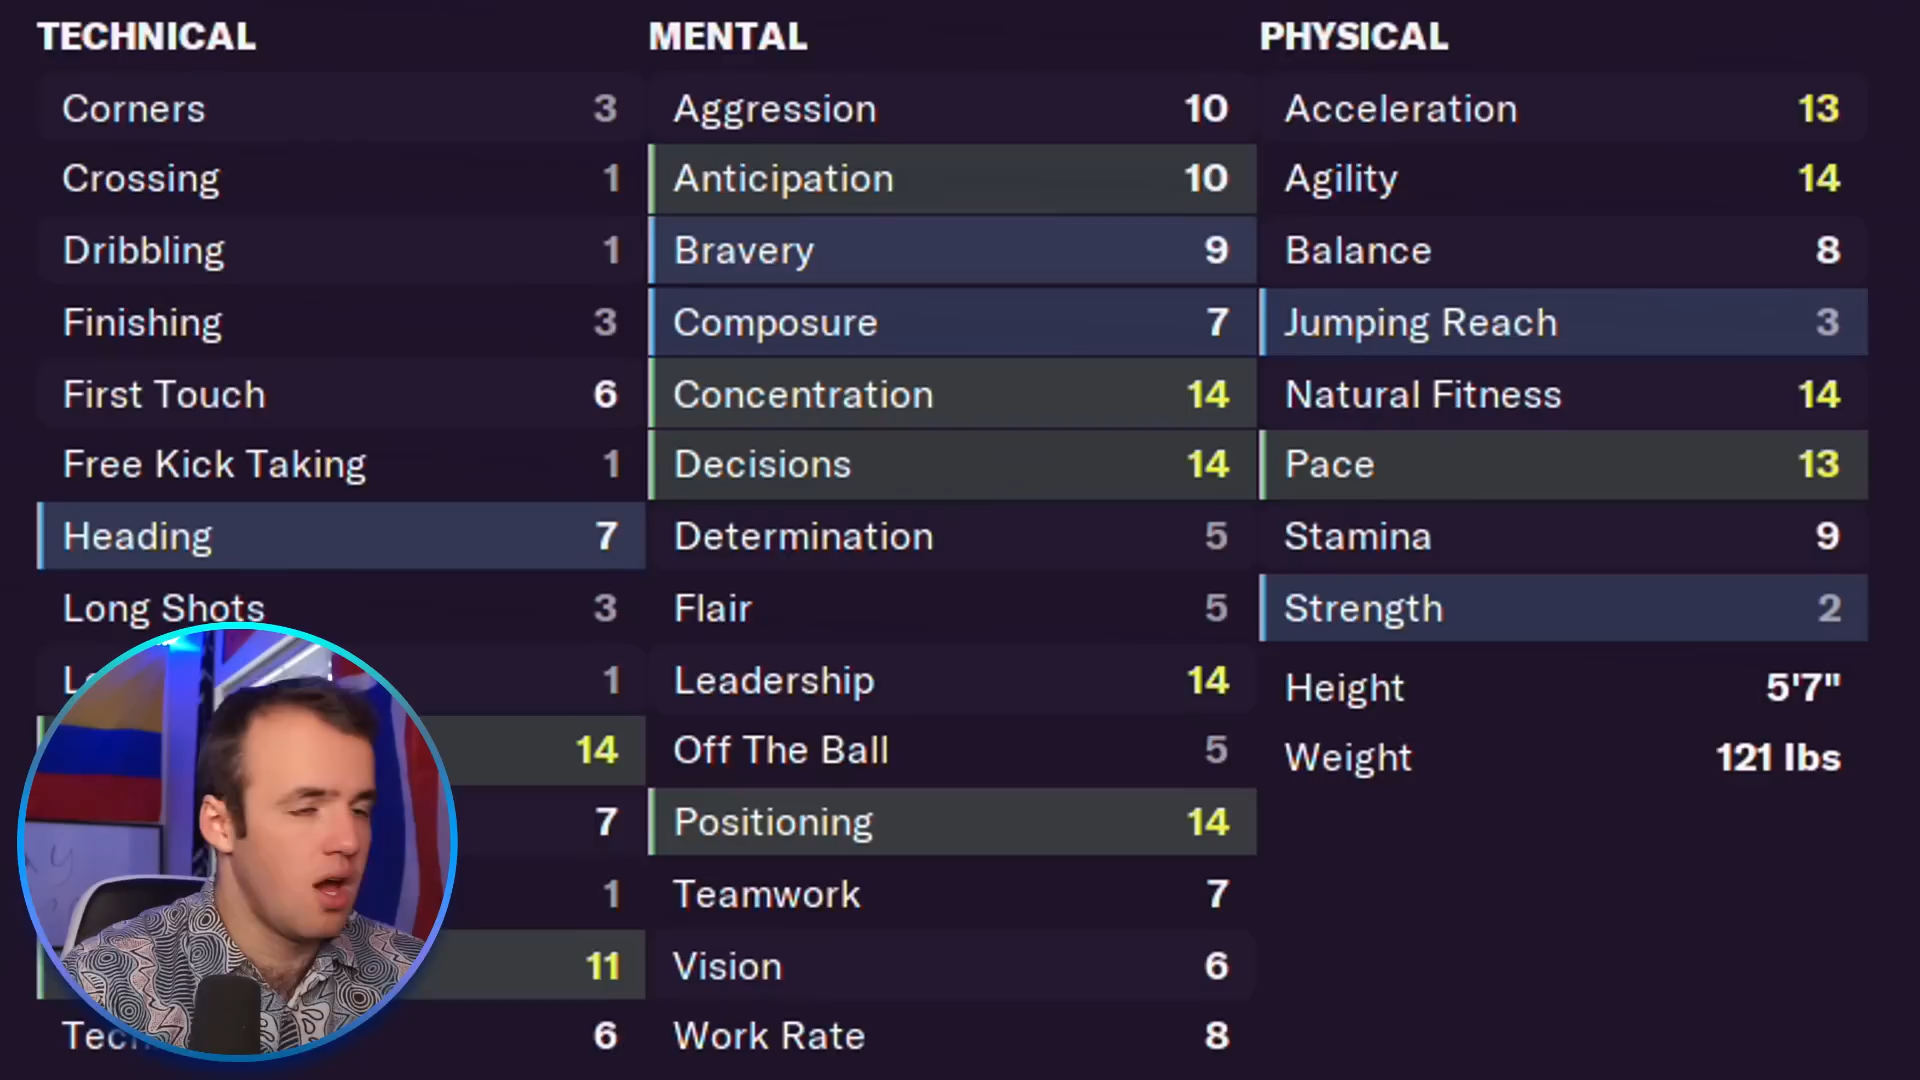 TECHNICAL
Corners 3
Crossing 1
Dribbling 1
Finishing 3
First Touch 6
Free Kick Taking 1
Heading 7
Long Shots 3
1
14
7
1
11
6
MENTAL
Aggression 10
Anticipation 10
Bravery 9
Composure 7
Concentration 14
Decisions 14
Determination 5
Flair 5
Leadership 14
Off The Ball 5
Positioning 14
Teamwork 7
Vision 6
Work Rate 8
PHYSICAL
Acceleration 13
Agility 14
Balance 8
Jumping Reach 3
Natural Fitness 14
Pace 13
Stamina 9
Strength 2
Height 5'7"
Weight 121 lbs